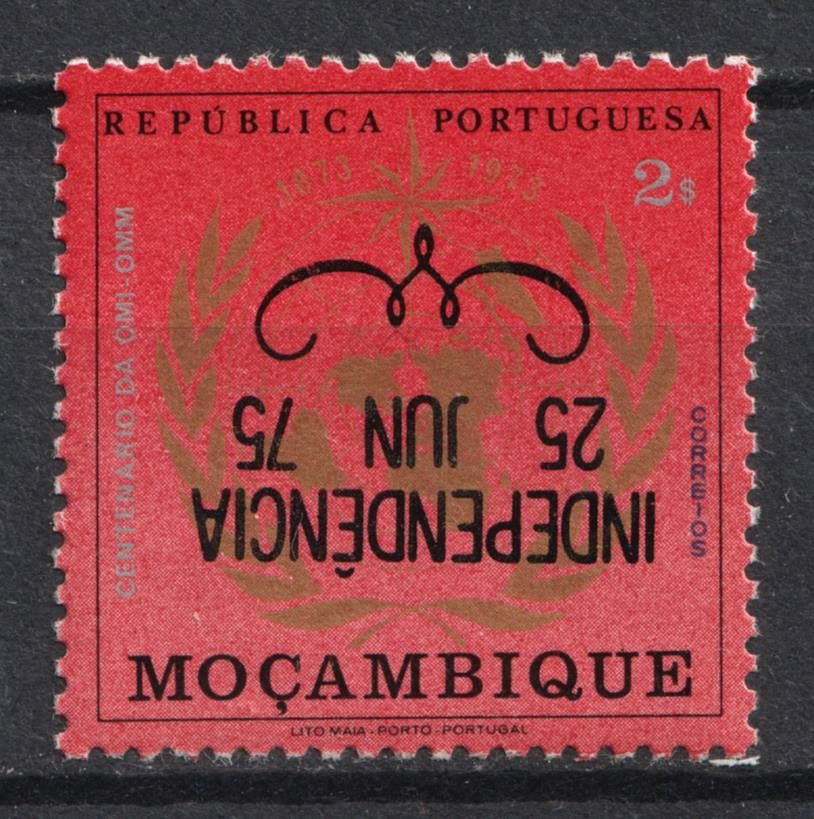 REPÚBLICA PORTUGUESA
1873 1973
2$
CENTENÁRIO DA OMI-OMM
CORREIOS
INDEPENDÊNCIA
25 JUN 75
MOÇAMBIQUE
LITO MAIA - PORTO - PORTUGAL